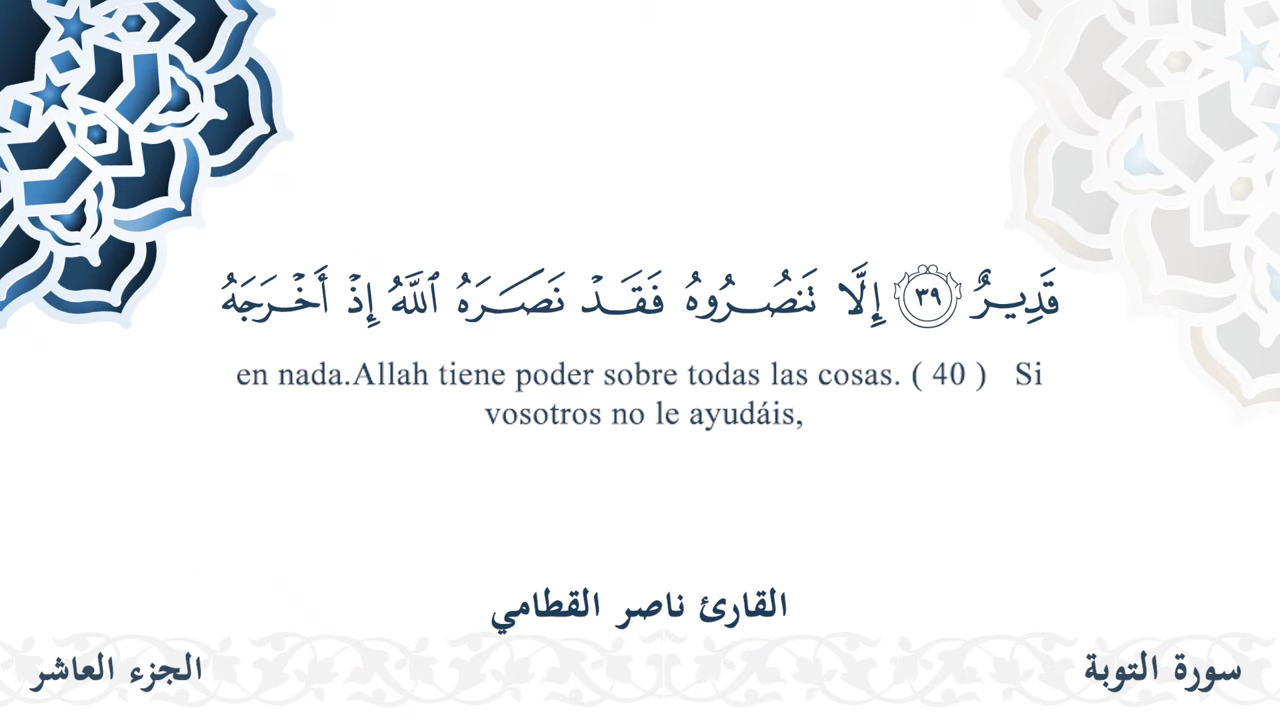 قَدِيرٌ ﴿٣٩﴾ إِلَّا تَنصُرُوهُ فَقَدْ نَصَرَهُ ٱللَّهُ إِذْ أَخْرَجَهُ
en nada.Allah tiene poder sobre todas las cosas. ( 40 ) Si
vosotros no le ayudáis,
القارئ ناصر القطامي
سورة التوبة
الجزء العاشر